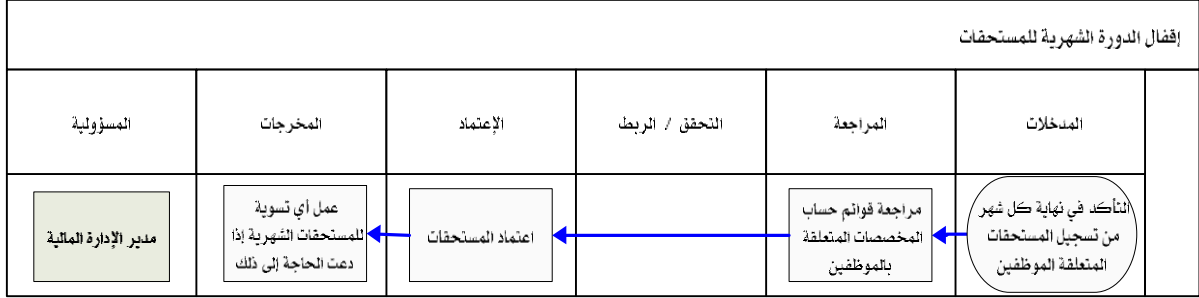 إقفال الدورة الشهرية للمستحقات
المدخلات
المراجعة
التحقق / الربط
الإعتماد
المخرجات
المسؤولية
التأكد في نهاية كل شهر
من تسجيل المستحقات
المتعلقة الموظفين
مراجعة قوائم حساب
المخصصات المتعلقة
بالموظفين
اعتماد المستحقات
عمل أي تسوية
للمستحقات الشهرية إذا
دعت الحاجة إلى ذلك
مدير الإدارة المالية